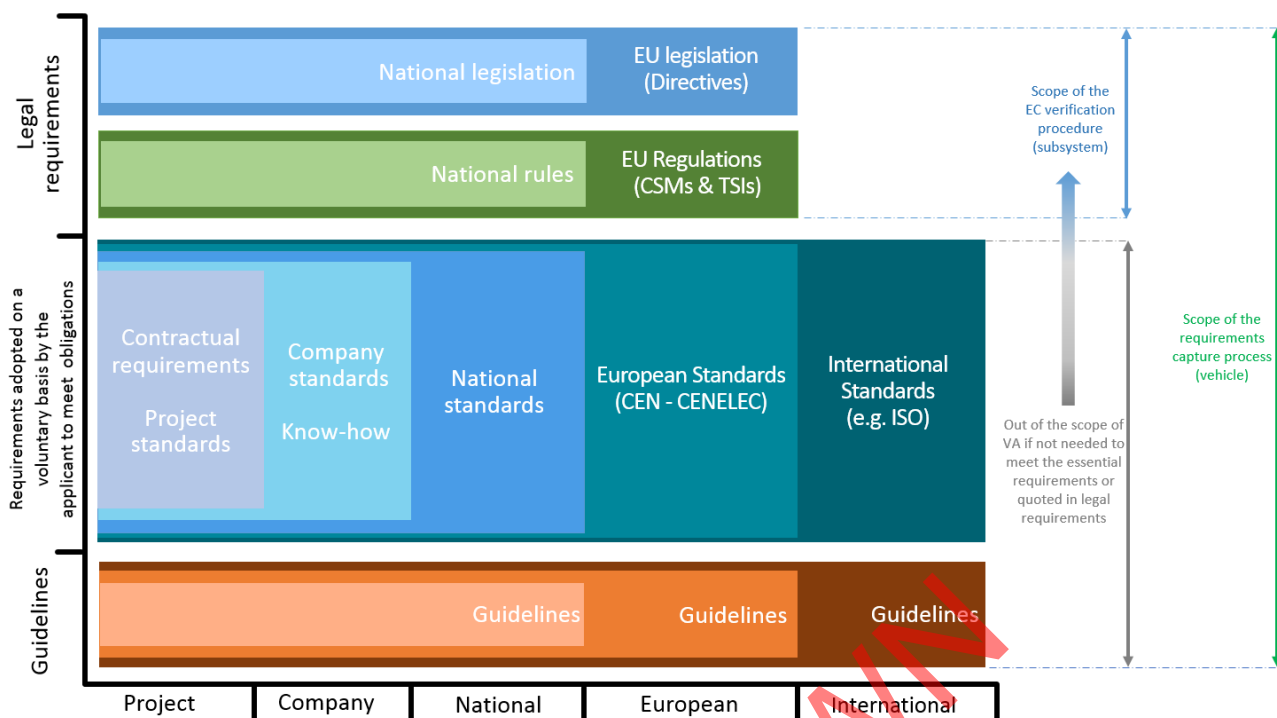 Legal
requirements
National legislation
EU legislation
(Directives)
National rules
EU Regulations
(CSMs & TSIs)
Scope of the
EC verification
procedure
(subsystem)
Requirements adopted on a
voluntary basis by the
applicant to meet obligations
Contractual
requirements
Project
standards
Company
standards
Know-how
National
standards
European Standards
(CEN - CENELEC)
International
Standards
(e.g. ISO)
Out of the scope of
VA if not needed to
meet the essential
requirements or
quoted in legal
requirements
Scope of the
requirements
capture process
(vehicle)
Guidelines
Guidelines
Guidelines
Guidelines
Project
Company
National
European
International